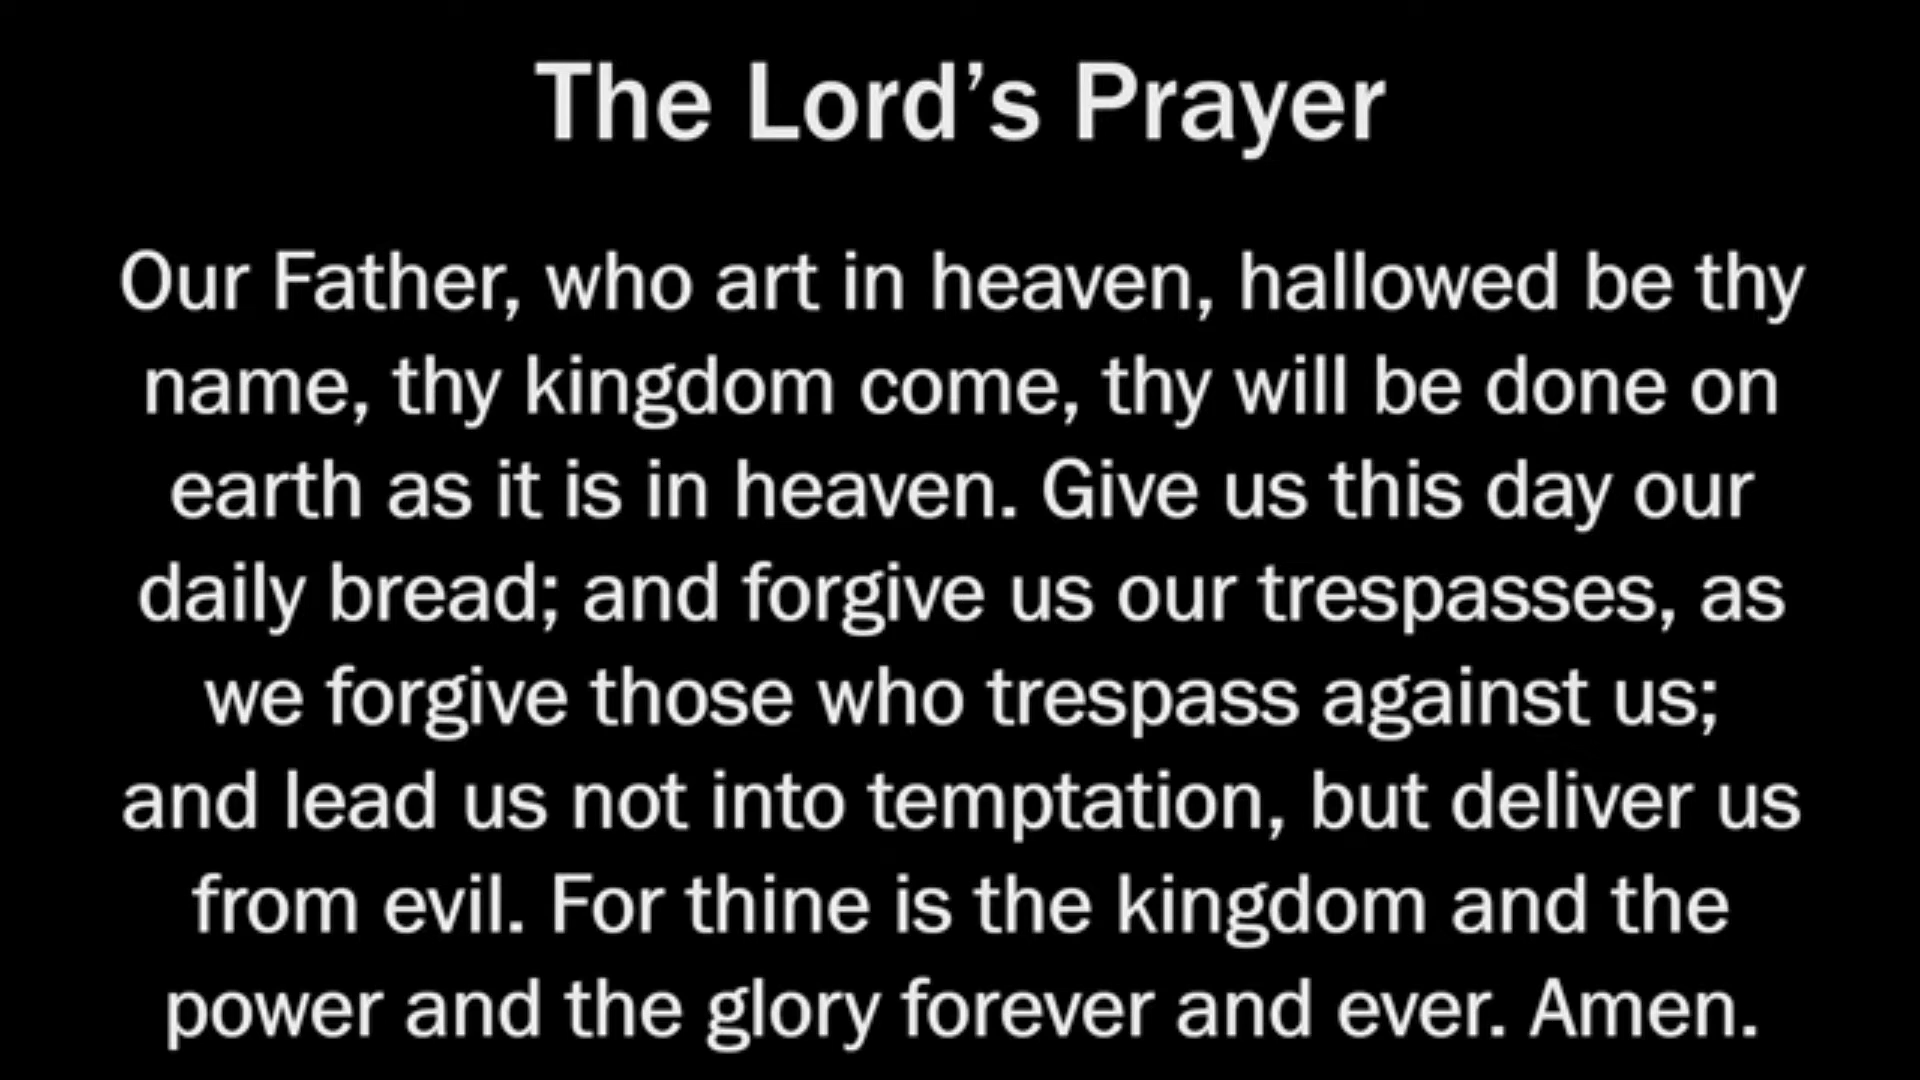 The Lord’s Prayer
Our Father, who art in heaven, hallowed be thy
name, thy kingdom come, thy will be done on
earth as it is in heaven. Give us this day our
daily bread; and forgive us our trespasses, as
we forgive those who trespass against us;
and lead us not into temptation, but deliver us
from evil. For thine is the kingdom and the
power and the glory forever and ever. Amen.